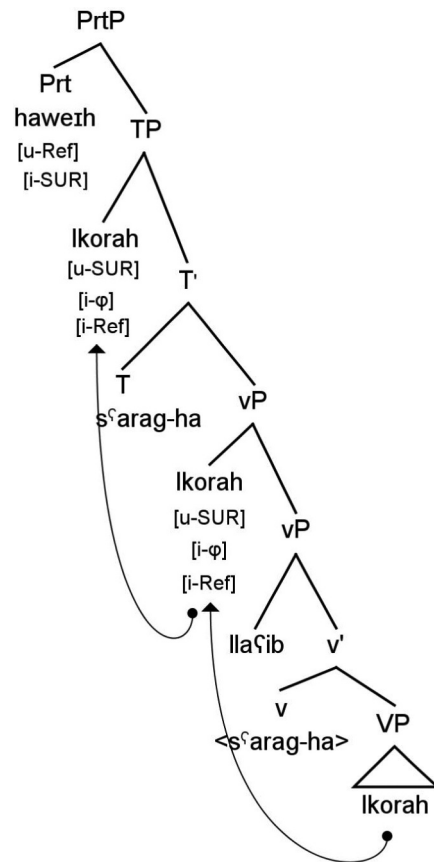 PrtP
Prt
haweɪh
TP
[u-Ref]
[i-SUR]
lkorah
[u-SUR]
[i-φ]
[i-Ref]
T'
T
sˤarag-ha
vP
lkorah
[u-SUR]
[i-φ]
[i-Ref]
vP
llaʕib
v'
v
<sˤarag-ha>
VP
lkorah